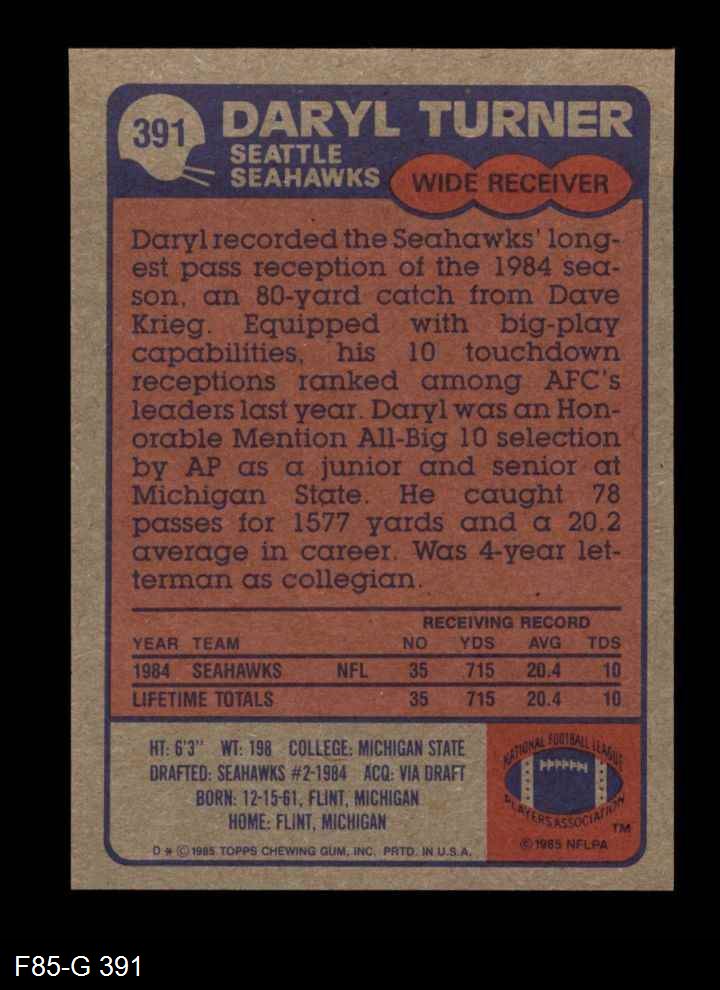 391
DARYL TURNER
SEATTLE
SEAHAWKS
WIDE RECEIVER
Daryl recorded the Seahawks' long-
est pass reception of the 1984 sea-
son, an 80-yard catch from Dave
Krieg. Equipped with big-play
capabilities, his 10 touchdown
receptions ranked among AFC's
leaders last year. Daryl was an Hon-
orable Mention All-Big 10 selection
by AP as a junior and senior at
Michigan State. He caught 78
passes for 1577 yards and a 20.2
average in career. Was 4-year let-
terman as collegian.
RECEIVING RECORD
YEAR TEAM NO YDS AVG TDS
1984 SEAHAWKS NFL 35 715 20.4 10
LIFETIME TOTALS 35 715 20.4 10
HT: 6'3" WT: 198 COLLEGE: MICHIGAN STATE
DRAFTED: SEAHAWKS #2-1984 ACQ: VIA DRAFT
BORN: 12-15-61, FLINT, MICHIGAN
HOME: FLINT, MICHIGAN
D * © 1985 TOPPS CHEWING GUM, INC. PRTD. IN U.S.A.
NATIONAL FOOTBALL LEAGUE
PLAYERS ASSOCIATION
TM
© 1985 NFLPA
F85-G 391